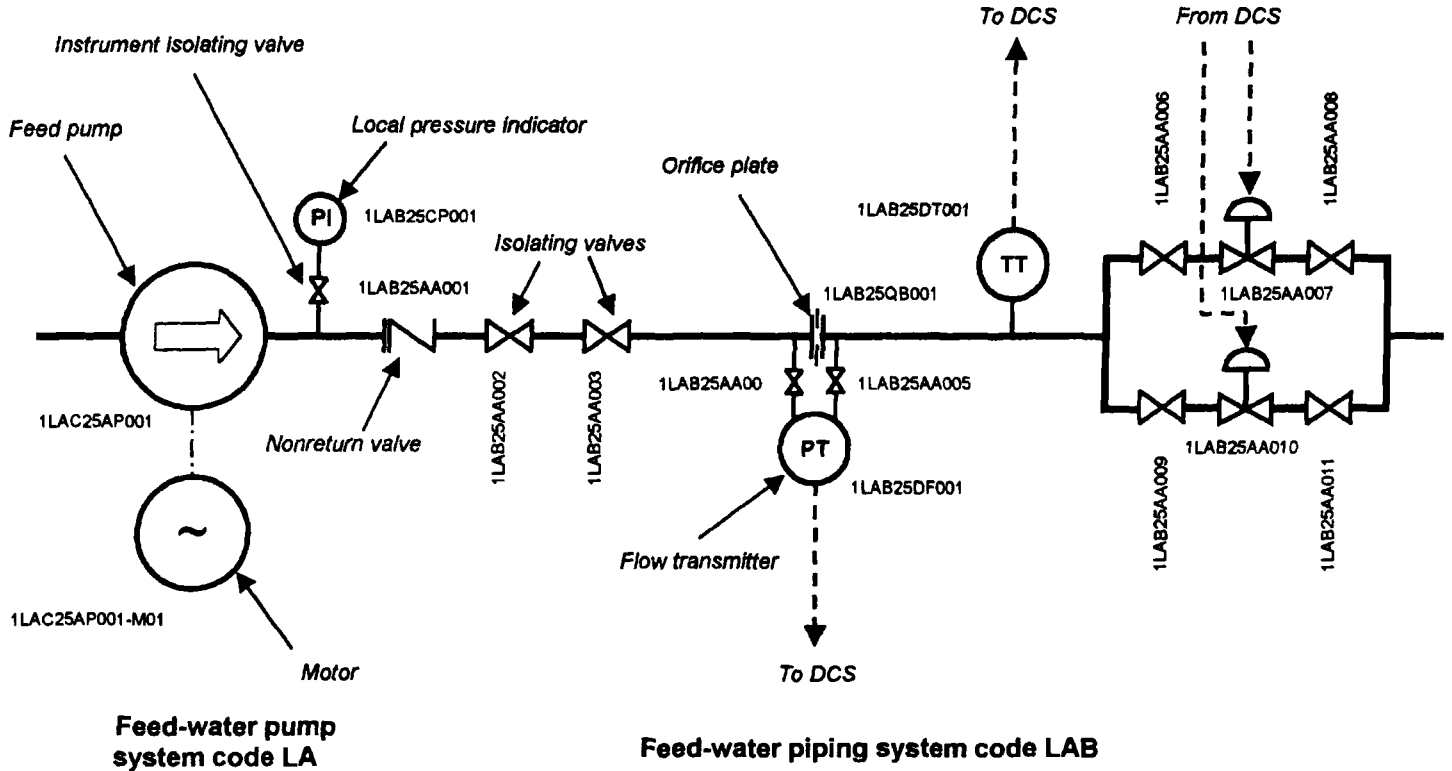 To DCS
From DCS
Instrument isolating valve
Feed pump
Local pressure indicator
Orifice plate
1LAB25AA006
1LAB25AA008
PI
1LAB25CP001
1LAB25DT001
Isolating valves
TT
1LAB25AA001
1LAB25QB001
1LAB25AA007
1LAB25AA00
1LAB25AA005
1LAC25AP001
Nonreturn valve
1LAB25AA002
1LAB25AA003
PT
1LAB25AA010
1LAB25DF001
1LAB25AA009
1LAB25AA011
~
Flow transmitter
1LAC25AP001-M01
Motor
To DCS
Feed-water pump
system code LA
Feed-water piping system code LAB